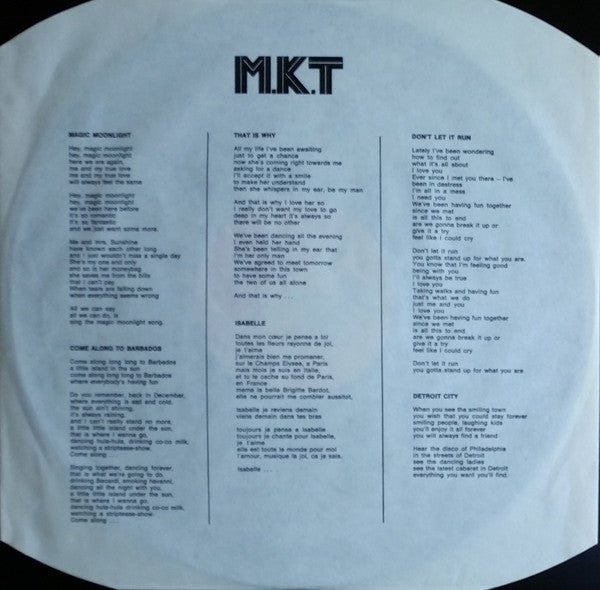 M.K.T
MAGIC MOONLIGHT
Hey, magic moonlight
hey, magic moonlight
here we are again,
me and my true love
me and my true love
will always feel the same
Hey, magic moonlight
hey, magic moonlight
we've been here before
It's so romantic
It's so fantastic
and we just want some more.
Me and mrs. Sunshine
have known each other long
and I just wouldn't miss a single day
She's my one and only
and so is her moneybag
she saves me from the bills
that I can't pay
When tears are falling down
when everything seems wrong
All we can say
all we can do, is
sing the magic moonlight song.
COME ALONG TO BARBADOS
Come along long long to Barbados
a little island in the sun
come along long long to Barbados
where everybody's having fun
Do you remember, back in December,
where everything is wet and cold,
the sun ain't shining,
it's always raining,
and I can't really stand no more,
a little little island under the sun,
that is where I wanna go,
dancing hula-hula, drinking co-co milk,
watching a striptease-show.
Come along . . .
Singing together, dancing forever,
that is what we're going to do,
drinking Bacardi, smoking havanni,
dancing all the night with you,
a little little island under the sun,
that is where I wanna go,
dancing hula-hula drinking co-co milk,
watching a striptease-show.
Come along . . .
THAT IS WHY
All my life I've been awaiting
just to get a chance
now she's coming right towards me
asking for a dance
I'll accept it with a smile
to make her understand
then she whispers in my ear, be my man
And that is why I love her so
I really don't want my love to go
deep in my heart it's always so
there will be no other
We've been dancing all the evening
I even held her hand
She's been telling in my ear that
I'm her only man
We've agreed to meet tomorrow
somewhere in this town
to have some fun
the two of us all alone
And that is why . . .
ISABELLE
Dans mon cœur je pense a toi
toutes les fleurs rayonne de joi,
je t'aime
j'aimerais bien me promaner,
sur le Champs Elysee, a Paris
mais mois je suis en Italie,
et tu te cache au fond de Paris,
en France
meme la belle Brigitte Bardot,
elle ne pourrait me combler aussitot,
Isabelle je reviens demain
viens demain dans tes bras
toujours je pense a Isabelle
toujours je chante pour Isabelle,
je t'aime
elle est toute la monde pour moi
l'amour, musique la joi, ca je sais.
Isabelle . . .
DON'T LET IT RUN
Lately I've been wondering
how to find out
what it's all about
I love you
Ever since I met you there – I've
been in destress
I'm all in a mess
I need you
We've been having fun together
since we met
is all this to end
are we gonna break it up or
give it a try
feel like I could cry
Don't let it run
you gotta stand up for what you are.
You know that I'm feeling good
being with you
I'll always be true
I love you
Taking walks and having fun
that's what we do
just me and you
I love you
We've been having fun together
since we met
is all this to end
are we gonna break it up or
give it a try
feel like I could cry
Don't let it run
you gotta stand up for what you are.
DETROIT CITY
When you see the smiling town
you wish that you could stay forever
smiling people, laughing kids
you'll enjoy it all forever
you will always find a friend
Hear the disco of Philadelphia
in the streets of Detroit
see the dancing ladies
see the latest cabaret in Detroit
everything you want you'll find.